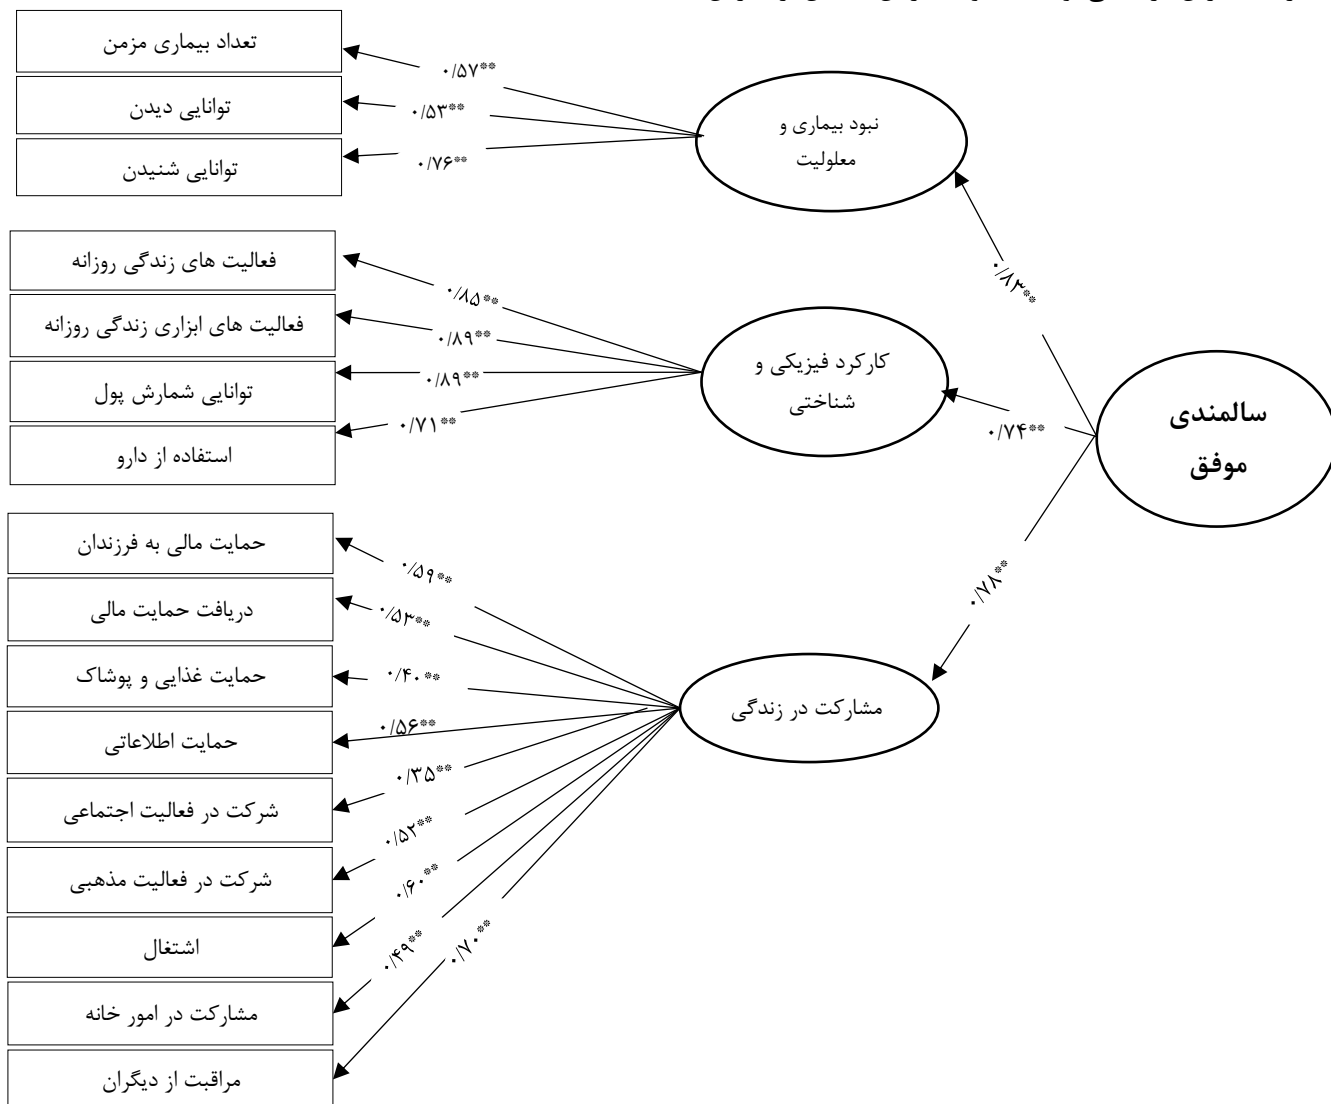 تعداد بیماری مزمن
توانایی دیدن
توانایی شنیدن
۰/۵۷**
۰/۵۳**
۰/۷۶**
نبود بیماری و
معلولیت
فعالیت های زندگی روزانه
فعالیت های ابزاری زندگی روزانه
توانایی شمارش پول
استفاده از دارو
۰/۸۵**
۰/۸۹**
۰/۸۹**
۰/۷۱**
کارکرد فیزیکی و
شناختی
۰/۸۳**
۰/۷۴**
۰/۷۸**
سالمندی
موفق
حمایت مالی به فرزندان
دریافت حمایت مالی
حمایت غذایی و پوشاک
حمایت اطلاعاتی
شرکت در فعالیت اجتماعی
شرکت در فعالیت مذهبی
اشتغال
مشارکت در امور خانه
مراقبت از دیگران
۰/۵۹**
۰/۵۳**
۰/۴۰**
۰/۵۶**
۰/۳۵**
۰/۵۲**
۰/۶۰**
۰/۴۹**
۰/۷۰**
مشارکت در زندگی